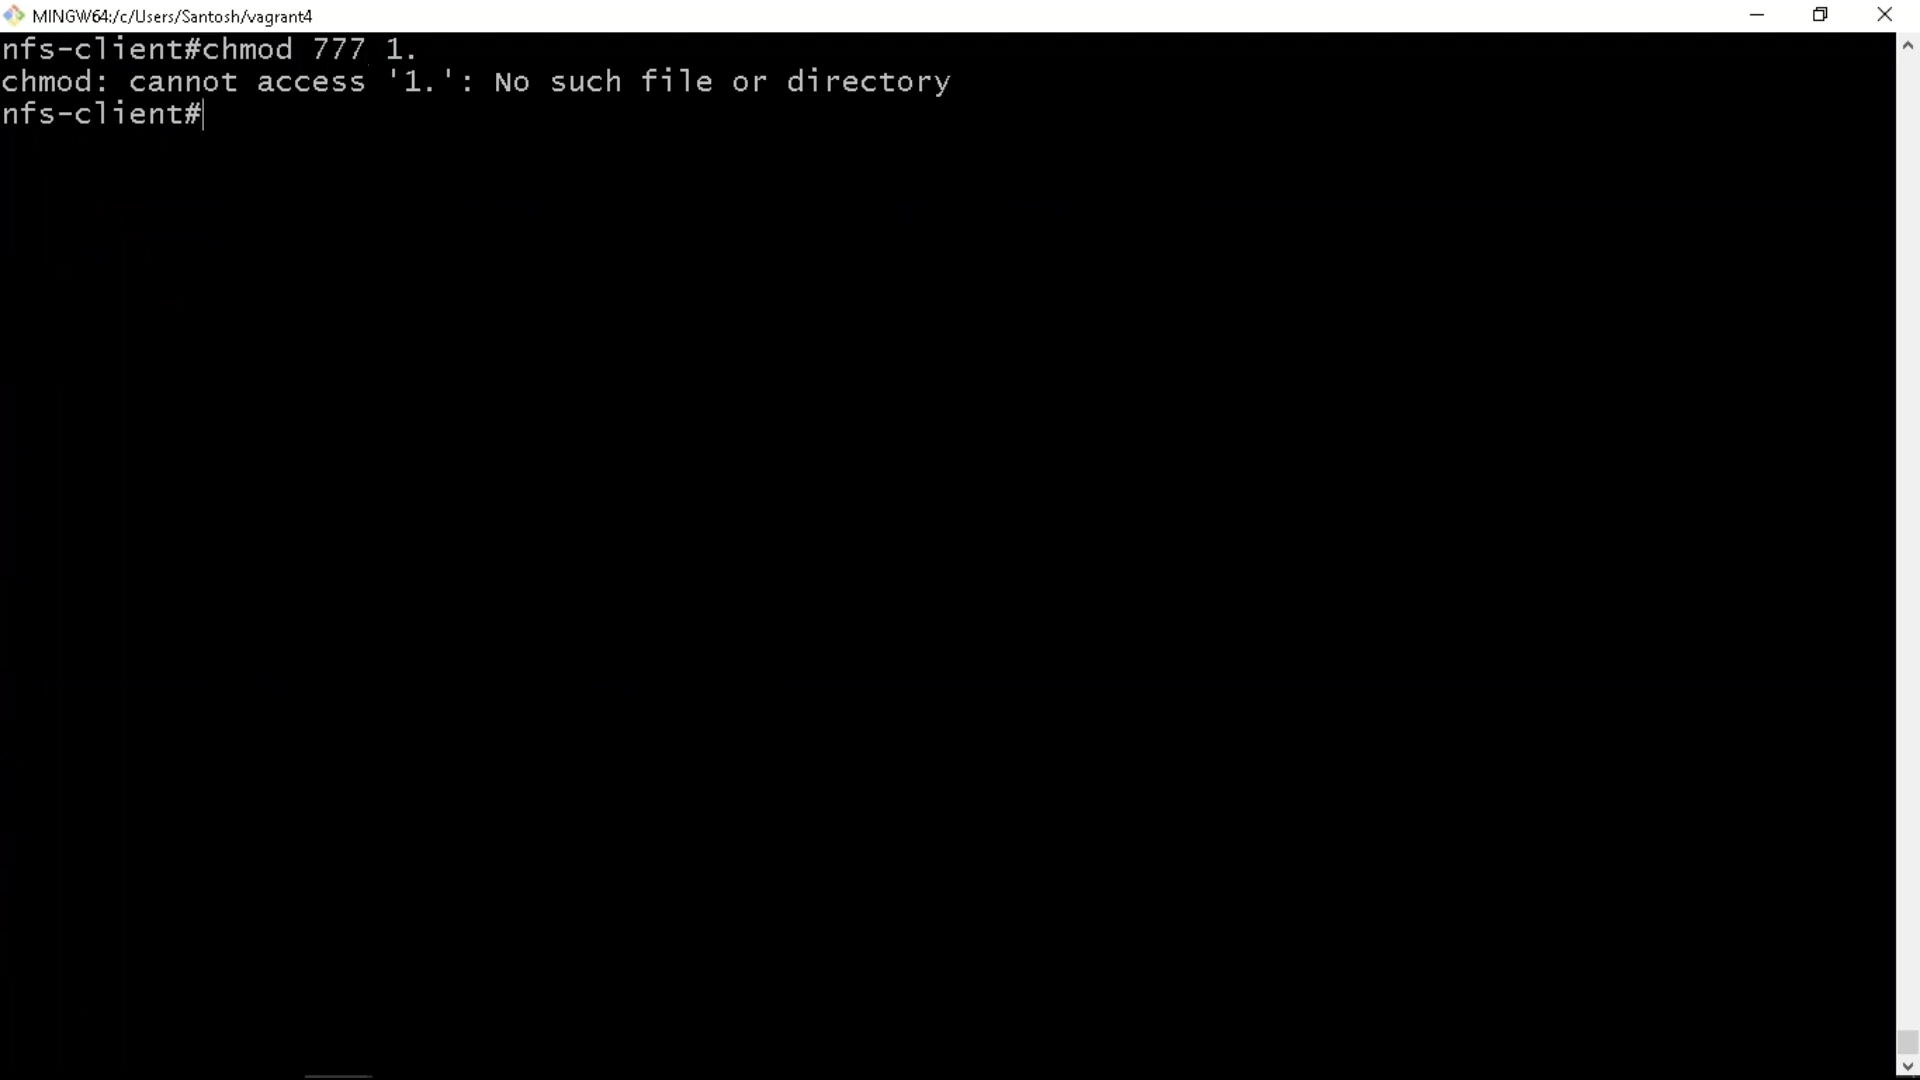 MINGW64:/c/Users/Santosh/vagrant4
nfs-client#chmod 777 1.
chmod: cannot access '1.': No such file or directory
nfs-client#